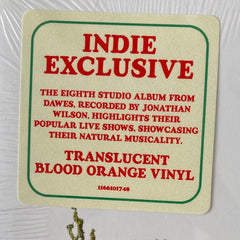 INDIE
EXCLUSIVE
THE EIGHTH STUDIO ALBUM FROM
DAWES, RECORDED BY JONATHAN
WILSON, HIGHLIGHTS THEIR
POPULAR LIVE SHOWS, SHOWCASING
THEIR NATURAL MUSICALITY.
TRANSLUCENT
BLOOD ORANGE VINYL
1166101748